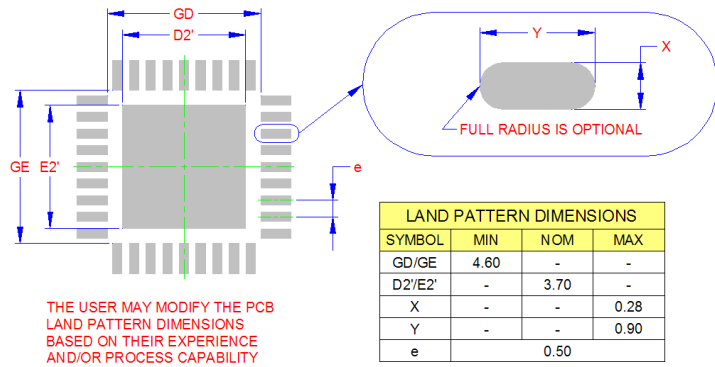 GD
D2'
GE
E2'
e
Y
X
FULL RADIUS IS OPTIONAL
THE USER MAY MODIFY THE PCB
LAND PATTERN DIMENSIONS
BASED ON THEIR EXPERIENCE
AND/OR PROCESS CAPABILITY
LAND PATTERN DIMENSIONS
SYMBOL MIN NOM MAX
GD/GE 4.60 - -
D2'/E2' - 3.70 -
X - - 0.28
Y - - 0.90
e 0.50